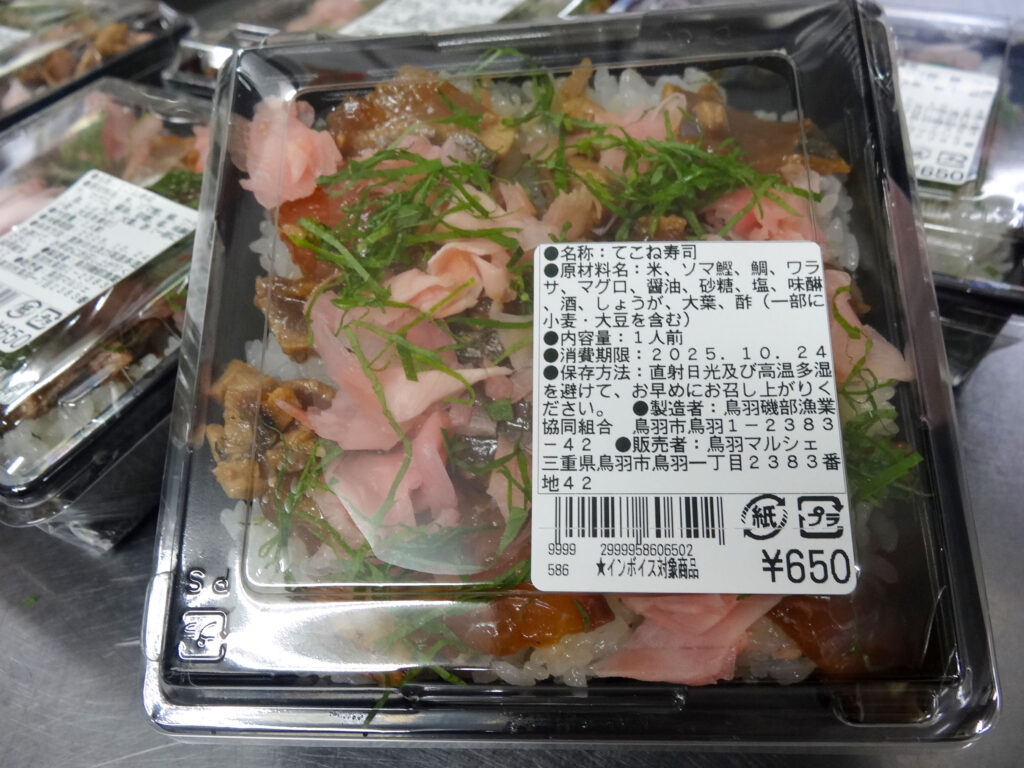 ●名称：てこね寿司
●原材料名：米、ソマ鰹、鯛、ワラ
サ、マグロ、醤油、砂糖、塩、味醂
、酒、しょうが、大葉、酢（一部に
小麦・大豆を含む）
●内容量：１人前
●消費期限：２０２５．１０．２４
●保存方法：直射日光及び高温多湿
を避けて、お早めにお召し上がりく
ださい。　●製造者：鳥羽磯部漁業
協同組合　鳥羽市鳥羽１－２３８３
－４２　●販売者：鳥羽マルシェ
三重県鳥羽市鳥羽一丁目２３８３番
地４２
紙 プラ
9999 2999958606502
586 ★インボイス対象商品
¥650
PS
¥650
¥650